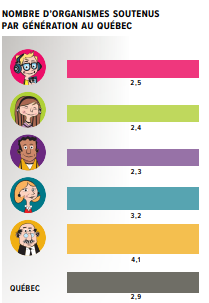 NOMBRE D'ORGANISMES SOUTENUS
PAR GÉNÉRATION AU QUÉBEC
2,5
2,4
2,3
3,2
4,1
QUÉBEC
2,9